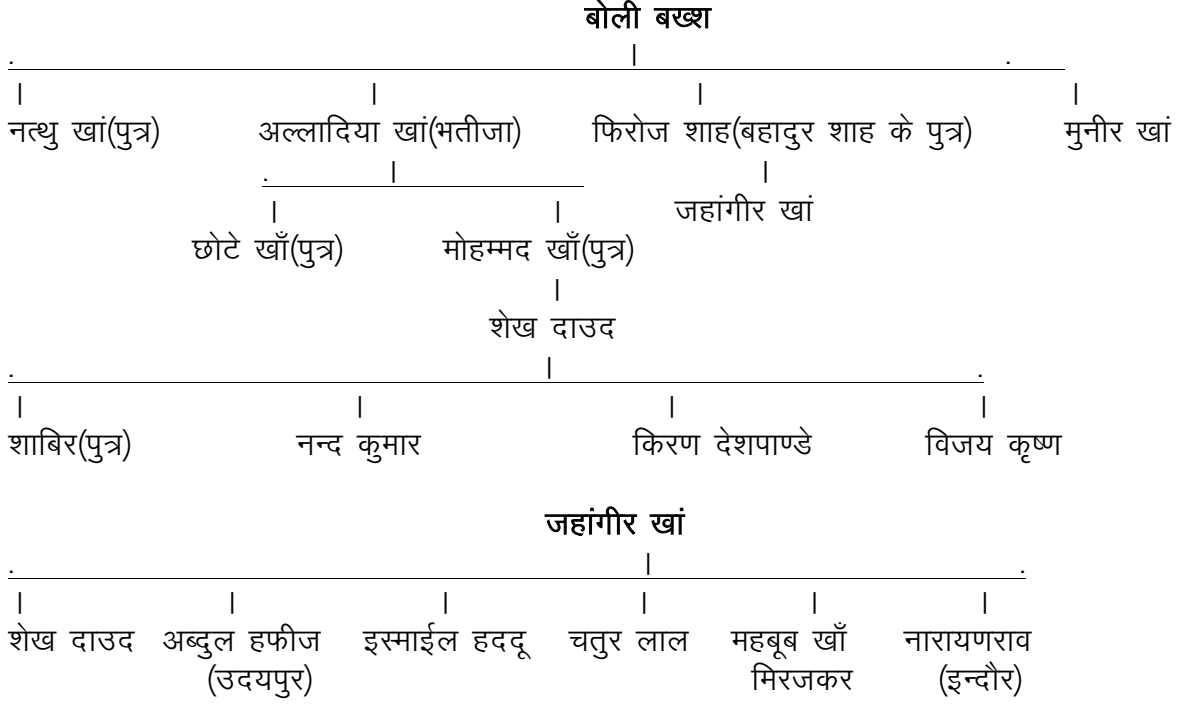 बोली बख्श
नत्थु खां(पुत्र) अल्लादिया खां(भतीजा) फिरोज शाह(बहादुर शाह के पुत्र) मुनीर खां
जहांगीर खां
छोटे खाँ(पुत्र) मोहम्मद खाँ(पुत्र)
शेख दाउद
शाबिर(पुत्र) नन्द कुमार किरण देशपाण्डे विजय कृष्ण
जहांगीर खां
शेख दाउद अब्दुल हफीज इस्माईल हददू चतुर लाल महबूब खाँ नारायणराव
(उदयपुर) मिरजकर (इन्दौर)